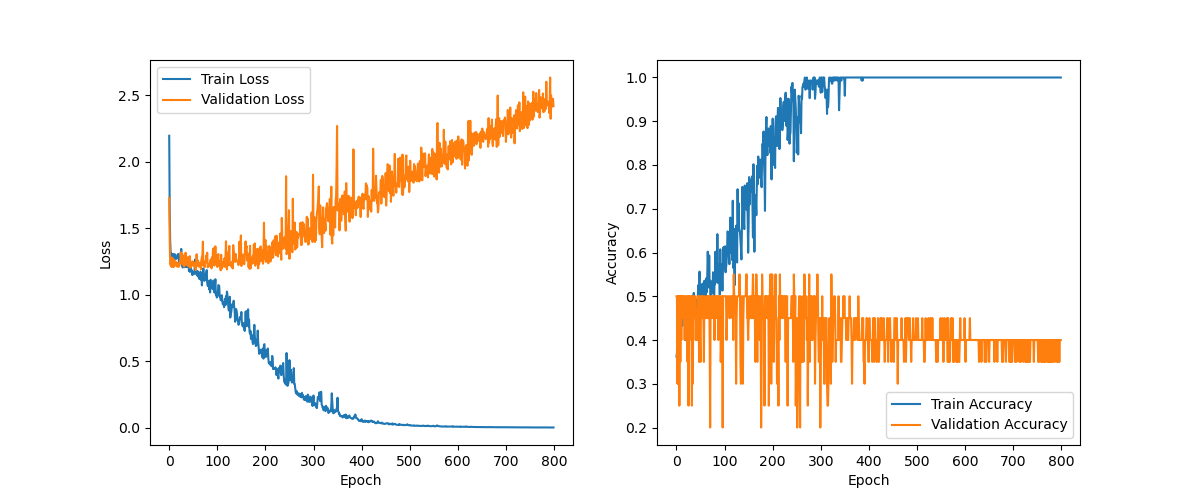 Train Loss
Validation Loss
Loss
2.5
2.0
1.5
1.0
0.5
0.0
0 100 200 300 400 500 600 700 800
Epoch
Accuracy
1.0
0.9
0.8
0.7
0.6
0.5
0.4
0.3
0.2
Train Accuracy
Validation Accuracy
0 100 200 300 400 500 600 700 800
Epoch